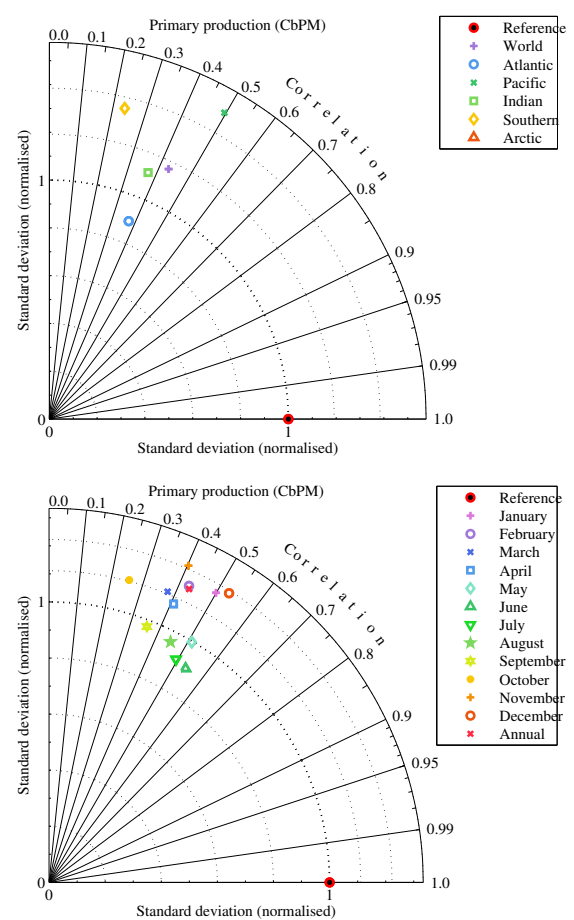 Primary production (CbPM)
0.0
0.1
0.2
0.3
0.4
0.5
0.6
0.7
0.8
0.9
0.95
0.99
1.0
Correlation
Standard deviation (normalised)
1
0
0
1
Standard deviation (normalised)
Reference
World
Atlantic
Pacific
Indian
Southern
Arctic
Primary production (CbPM)
0.0
0.1
0.2
0.3
0.4
0.5
0.6
0.7
0.8
0.9
0.95
0.99
1.0
Correlation
Standard deviation (normalised)
1
0
0
1
Standard deviation (normalised)
Reference
January
February
March
April
May
June
July
August
September
October
November
December
Annual